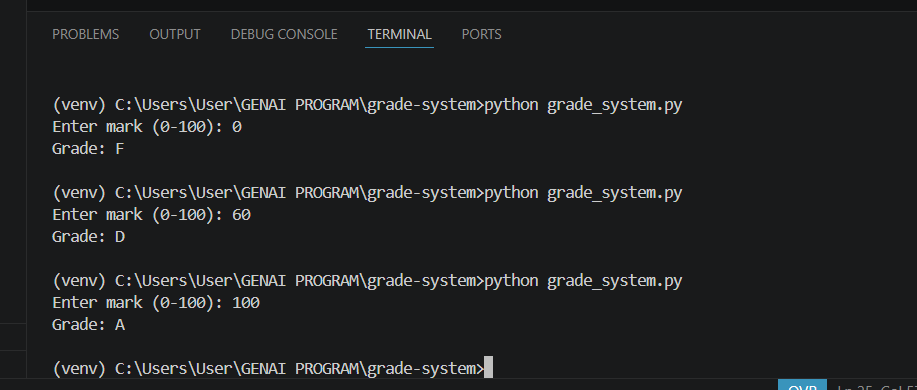 PROBLEMS OUTPUT DEBUG CONSOLE TERMINAL PORTS
(venv) C:\Users\User\GENAI PROGRAM\grade-system>python grade_system.py
Enter mark (0-100): 0
Grade: F
(venv) C:\Users\User\GENAI PROGRAM\grade-system>python grade_system.py
Enter mark (0-100): 60
Grade: D
(venv) C:\Users\User\GENAI PROGRAM\grade-system>python grade_system.py
Enter mark (0-100): 100
Grade: A
(venv) C:\Users\User\GENAI PROGRAM\grade-system>